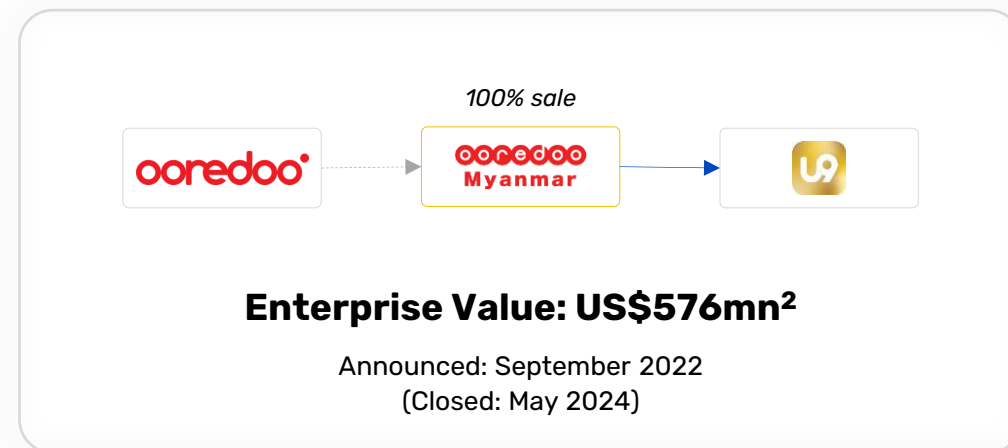 100% sale
ooredoo
ooredoo
Myanmar
U9
Enterprise Value: US$576mn²
Announced: September 2022
(Closed: May 2024)